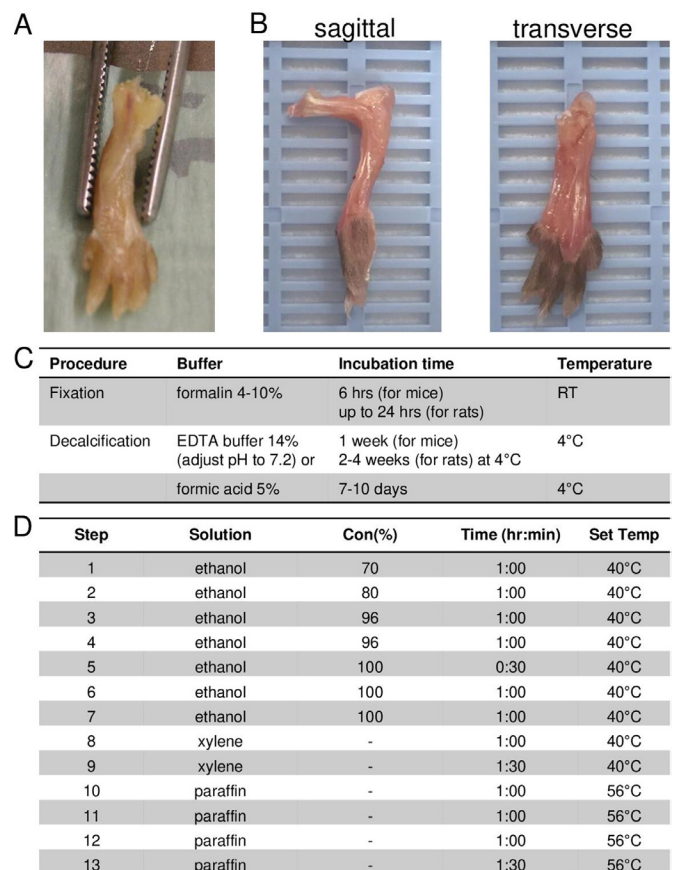 A
B
sagittal
transverse
C
Procedure Buffer Incubation time Temperature
Fixation formalin 4-10% 6 hrs (for mice) RT
up to 24 hrs (for rats)
Decalcification EDTA buffer 14% 1 week (for mice) 4°C
(adjust pH to 7.2) or 2-4 weeks (for rats) at 4°C
formic acid 5% 7-10 days 4°C
D
Step Solution Con(%) Time (hr:min) Set Temp
1 ethanol 70 1:00 40°C
2 ethanol 80 1:00 40°C
3 ethanol 96 1:00 40°C
4 ethanol 96 1:00 40°C
5 ethanol 100 0:30 40°C
6 ethanol 100 1:00 40°C
7 ethanol 100 1:00 40°C
8 xylene - 1:00 40°C
9 xylene - 1:30 40°C
10 paraffin - 1:00 56°C
11 paraffin - 1:00 56°C
12 paraffin - 1:00 56°C
13 paraffin - 1:30 56°C